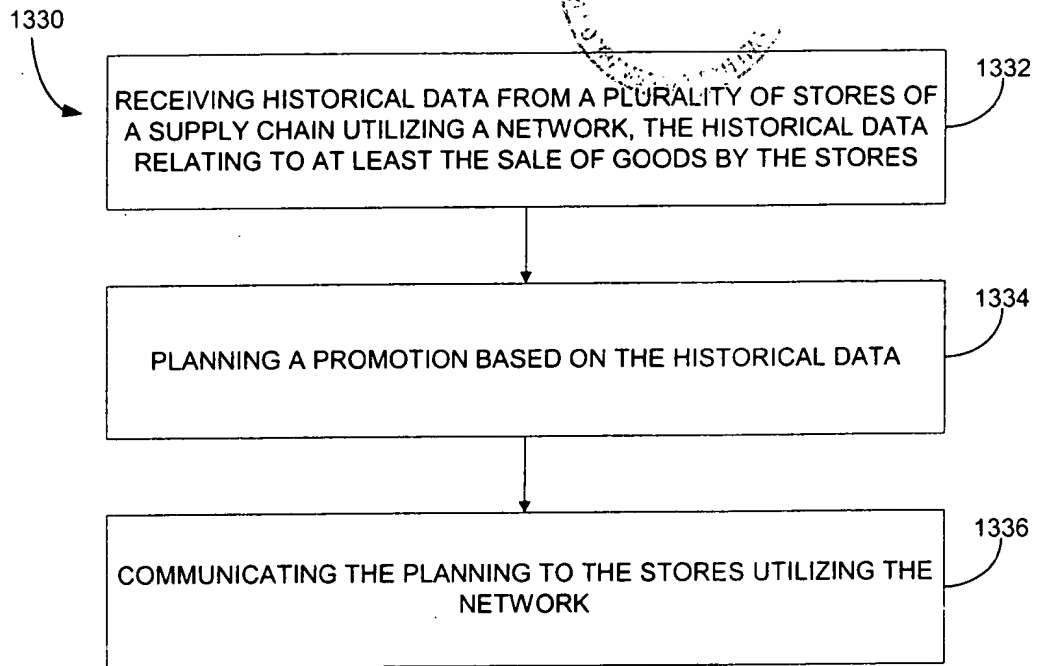 1330
1332
RECEIVING HISTORICAL DATA FROM A PLURALITY OF STORES OF
A SUPPLY CHAIN UTILIZING A NETWORK, THE HISTORICAL DATA
RELATING TO AT LEAST THE SALE OF GOODS BY THE STORES
1334
PLANNING A PROMOTION BASED ON THE HISTORICAL DATA
1336
COMMUNICATING THE PLANNING TO THE STORES UTILIZING THE
NETWORK